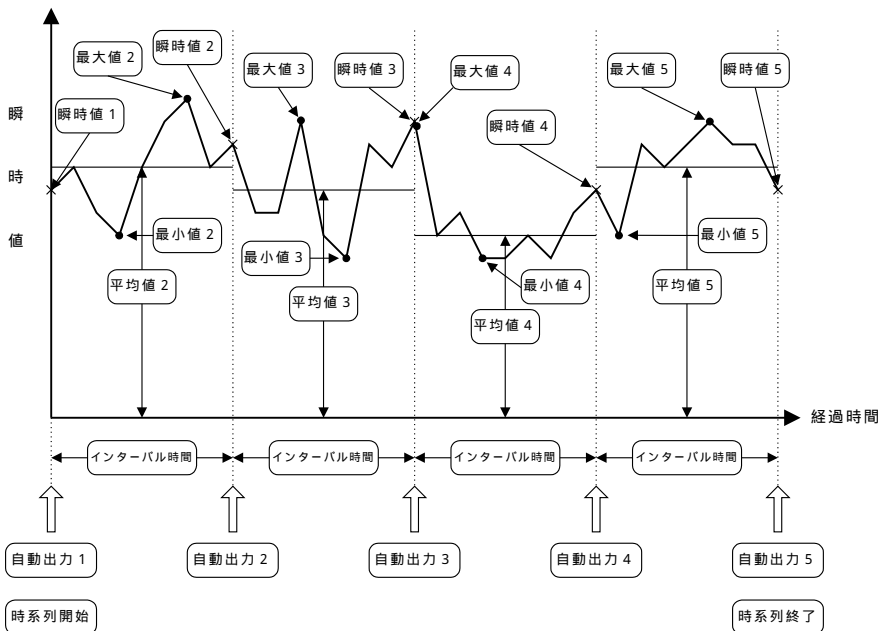 瞬時値
瞬時値1
最大値2
瞬時値2
最小値2
平均値2
最大値3
瞬時値3
最小値3
平均値3
最大値4
瞬時値4
最小値4
平均値4
最大値5
瞬時値5
最小値5
平均値5
経過時間
インターバル時間
インターバル時間
インターバル時間
インターバル時間
自動出力1
自動出力2
自動出力3
自動出力4
自動出力5
時系列開始
時系列終了